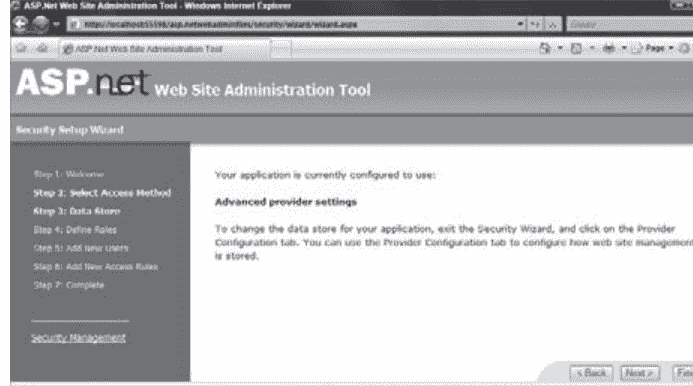 ASP.Net Web Site Administration Tool - Windows Internet Explorer
ASP.Net Web Site Administration Tool
Page
ASP.net Web Site Administration Tool
Security Setup Wizard
Step 1: Welcome
Step 2: Select Access Method
Step 3: Data Store
Step 4: Define Roles
Step 5: Add New Users
Step 6: Add New Access Rules
Step 7: Complete
Security Management
Your application is currently configured to use:
Advanced provider settings
To change the data store for your application, exit the Security Wizard, and click on the Provider
Configuration tab. You can use the Provider Configuration tab to configure how web site management
is stored.
< Back
Next >